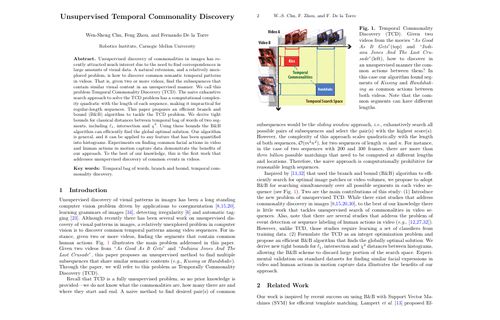 Unsupervised Temporal Commonality Discovery
Wen-Sheng Chu, Feng Zhou, and Fernando De la Torre
Robotics Institute, Carnegie Mellon University
Abstract. Unsupervised discovery of commonalities in images has recently attracted much interest due to the need to find correspondences in
large amounts of visual data. A natural extension, and a relatively unexplored problem, is how to discover common semantic temporal patterns
in videos. That is, given two or more videos, find the subsequences that
contain similar visual content in an unsupervised manner. We call this
problem Temporal Commonality Discovery (TCD). The naive exhaustive
search approach to solve the TCD problem has a computational complexity quadratic with the length of each sequence, making it impractical for
regular-length sequences. This paper proposes an efficient branch and
bound (B&B) algorithm to tackle the TCD problem. We derive tight
bounds for classical distances between temporal bag of words of two segments, including
Using these bounds the B&B
algorithm can efficiently find the global optimal solution. Our algorithm
is general, and it can be applied to any feature that has been quantified
into histograms. Experiments on finding common facial actions in video
and human actions in motion capture data demonstrate the benefits of
our approach. To the best of our knowledge, this is the first work that
addresses unsupervised discovery of common events in videos.
Key words: Temporal bag of words, branch and bound, temporal commonality discovery.
1 Introduction
Unsupervised discovery of visual patterns in images has been a long standing
computer vision problem driven by applications to cosegmentation
learning grammars of images
detecting irregularity
and automatic tagging
Although recently there has been several work on unsupervised discovery of visual patterns in images, a relatively unexplored problem in computer
vision is to discover common temporal patterns among video sequences. For instance, given two or more videos, finding the segments that contain common
human actions. Fig. 1 illustrates the main problem addressed in this paper.
Given two videos from "As Good As It Gets" and "Indiana Jones And The
Last Crusade", this paper proposes an unsupervised method to find multiple
subsequences that share similar semantic contents (e.g., Kissing or Handshake).
Through the paper, we will refer to this problem as Temporal Commonality
Discovery (TCD).
Recall that TCD is a fully unsupervised problem, so no prior knowledge is
provided – we do not know what the commonalities are, how many there are and
where they start and end. A naive method to find desired pair(s) of common
2 W.-S. Chu, F. Zhou, and F. De la Torre
Video A
Video B
Kiss
Temporal
Commonalities
Handshake
Temporal Search Space
Fig. 1. Temporal Commonality
Discovery (TCD). Given two
videos from the movies "As Good
As It Gets"(top) and "Indiana Jones And The Last Crusade"(left), how to discover in
an unsupervised manner the common actions between them? In
this case our algorithm found segments of Kissing and Handshaking as common actions between
both videos. Note that the common segments can have different
lengths.
subsequences would be the sliding window approach, i.e., exhaustively search all
possible pairs of subsequences and select the pair(s) with the highest score(s).
However, the complexity of this approach scales quadratically with the length
of both sequences,
for two sequences of length m and n. For instance,
in the case of two sequences with 200 and 300 frames, there are more than
three billion possible matchings that need to be computed at different lengths
and locations. Therefore, the naive approach is computationally prohibitive for
reasonable length sequences.
Inspired by
that used the branch and bound (B&B) algorithm to efficiently search for optimal image patches or video volumes, we propose to adopt
B&B for searching simultaneously over all possible segments in each video sequence (see Fig. 1). Two are the main contributions of this study: (1) Introduce
the new problem of unsupervised TCD. While there exist studies that address
commonality discovery in images
to the best of our knowledge there
is little work that tackles unsupervised search of commonalities in video sequences. Also, note that there are several studies that address the problem of
event detection or sequence labeling of human actions in video (e.g.,
However, unlike TCD, those studies require learning a set of classifiers from
training data. (2) Formulate the TCD as an integer optimization problem and
propose an efficient B&B algorithm that finds the globally optimal solution. We
derive new tight bounds for
intersection and
distances between histograms,
allowing the B&B scheme to discard large portion of the search space. Experimental validation on standard datasets for finding similar facial expressions in
video and human actions in motion capture data illustrates the benefits of our
approach.
2 Related Work
Our work is inspired by recent success on using B&B with Support Vector Machines (SVM) for efficient template matching. Lampert et al. [13] proposed Ef-